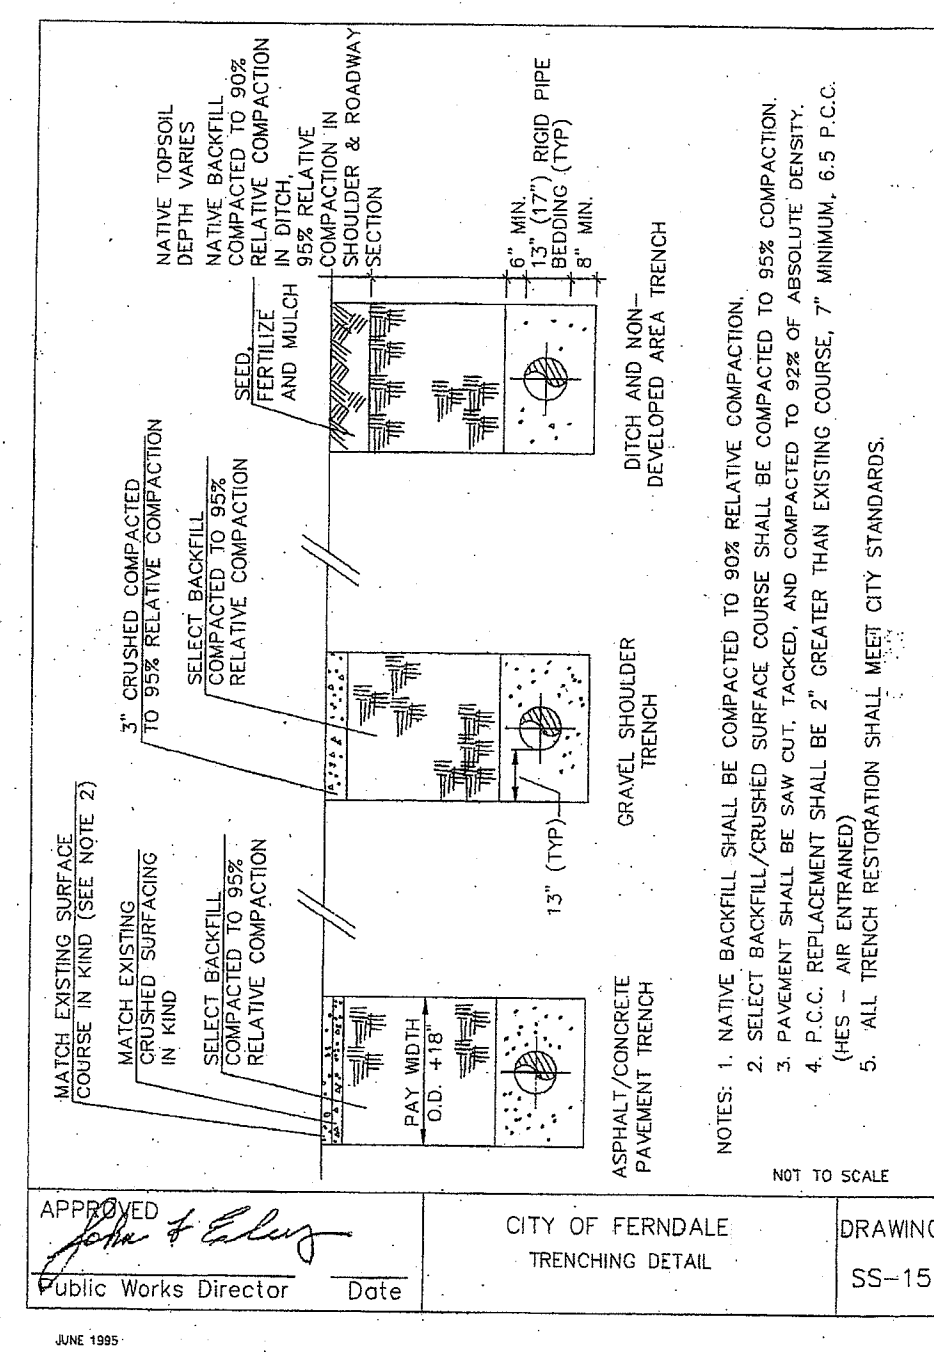 MATCH EXISTING SURFACE
COURSE IN KIND (SEE NOTE 2)
MATCH EXISTING
CRUSHED SURFACING
IN KIND
SELECT BACKFILL
COMPACTED TO 95%
RELATIVE COMPACTION
PAY WIDTH
O.D. +18"
ASPHALT/CONCRETE
PAVEMENT TRENCH
3" CRUSHED COMPACTED
TO 95% RELATIVE COMPACTION
SELECT BACKFILL
COMPACTED TO 95%
RELATIVE COMPACTION
13" (TYP)
GRAVEL SHOULDER
TRENCH
SEED,
FERTILIZE
AND MULCH
NATIVE TOPSOIL
DEPTH VARIES
NATIVE BACKFILL
COMPACTED TO 90%
RELATIVE COMPACTION
IN DITCH,
95% RELATIVE
COMPACTION IN
SHOULDER & ROADWAY
SECTION
6" MIN.
13" (17") RIGID PIPE
BEDDING (TYP)
8" MIN.
DITCH AND NON-
DEVELOPED AREA TRENCH
NOTES: 1. NATIVE BACKFILL SHALL BE COMPACTED TO 90% RELATIVE COMPACTION.
2. SELECT BACKFILL/CRUSHED SURFACE COURSE SHALL BE COMPACTED TO 95% COMPACTION.
3. PAVEMENT SHALL BE SAW CUT, TACKED, AND COMPACTED TO 92% OF ABSOLUTE DENSITY.
4. P.C.C. REPLACEMENT SHALL BE 2" GREATER THAN EXISTING COURSE, 7" MINIMUM, 6.5 P.C.C.
(HES - AIR ENTRAINED)
5. ALL TRENCH RESTORATION SHALL MEET CITY STANDARDS.
NOT TO SCALE
APPROVED
Public Works Director
Date
CITY OF FERNDALE
TRENCHING DETAIL
DRAWING
SS-15
JUNE 1995